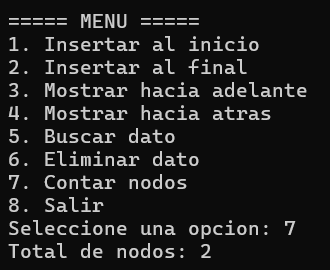 ===== MENU =====
1. Insertar al inicio
2. Insertar al final
3. Mostrar hacia adelante
4. Mostrar hacia atras
5. Buscar dato
6. Eliminar dato
7. Contar nodos
8. Salir
Seleccione una opcion: 7
Total de nodos: 2